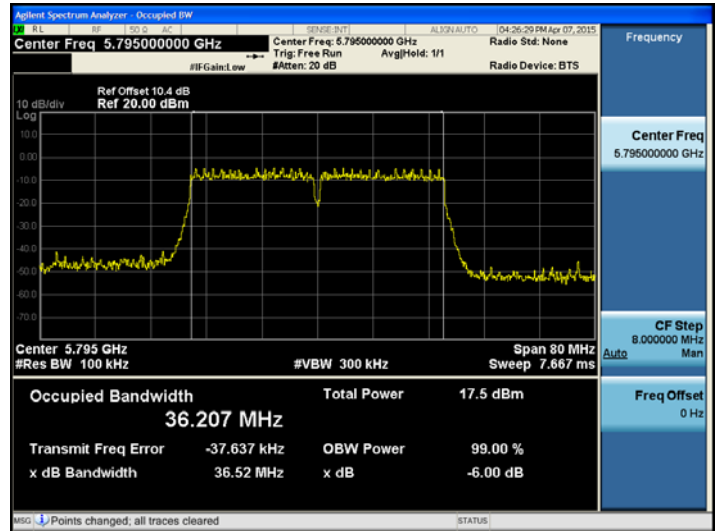 Agilent Spectrum Analyzer - Occupied BW
RL RF 50 Ω AC SENSE:INT ALIGN AUTO 04:26:29 PM Apr 07, 2015
Center Freq 5.795000000 GHz
Center Freq: 5.795000000 GHz
Radio Std: None
Trig: Free Run Avg|Hold: 1/1
#IFGain:Low #Atten: 20 dB Radio Device: BTS
Ref Offset 10.4 dB
10 dB/div Ref 20.00 dBm
Log
10.0
0.00
-10.0
-20.0
-30.0
-40.0
-50.0
-60.0
-70.0
Center 5.795 GHz Span 80 MHz
#Res BW 100 kHz #VBW 300 kHz Sweep 7.667 ms
Occupied Bandwidth Total Power 17.5 dBm
36.207 MHz
Transmit Freq Error -37.637 kHz OBW Power 99.00 %
x dB Bandwidth 36.52 MHz x dB -6.00 dB
MSG Points changed; all traces cleared STATUS
Frequency
Center Freq
5.795000000 GHz
CF Step
8.000000 MHz
Auto Man
Freq Offset
0 Hz